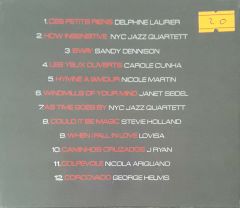 1. CES PETITS RIENS DELPHINE LAURIER
2. HOW INSENSITIVE NYC JAZZ QUARTETT
3. SWAY SANDY DENNISON
4. LES YEUX OUVERTS CAROLE CUNHA
5. HYMNE A L'AMOUR NICOLE MARTIN
6. WINDMILLS OF YOUR MIND JANET SEIDEL
7. AS TIME GOES BY NYC JAZZ QUARTETT
8. COULD IT BE MAGIC STEVE HOLLAND
9. WHEN I FALL IN LOVE LOVISA
10. CAMINHOS CRUZADOS J RYAN
11. COLPEVOLE NICOLA ARIGLIANO
12. CORCOVADO GEORGE HELMS